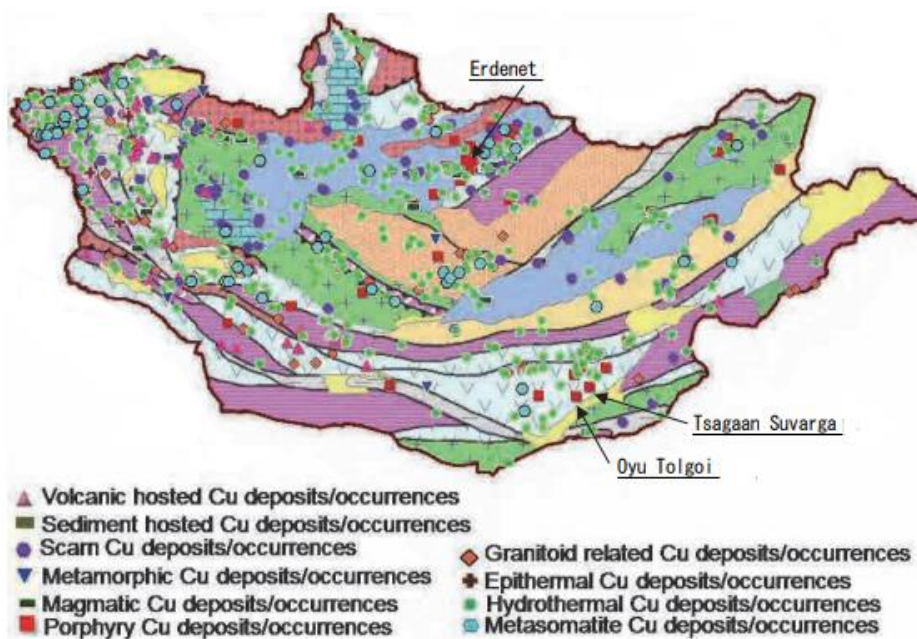 Erdenet
Tsagaan Suvarga
Oyu Tolgoi
Volcanic hosted Cu deposits/occurrences
Sediment hosted Cu deposits/occurrences
Scarn Cu deposits/occurrences
Metamorphic Cu deposits/occurrences
Magmatic Cu deposits/occurrences
Porphyry Cu deposits/occurrences
Granitoid related Cu deposits/occurrences
Epithermal Cu deposits/occurrences
Hydrothermal Cu deposits/occurrences
Metasomatite Cu deposits/occurrences